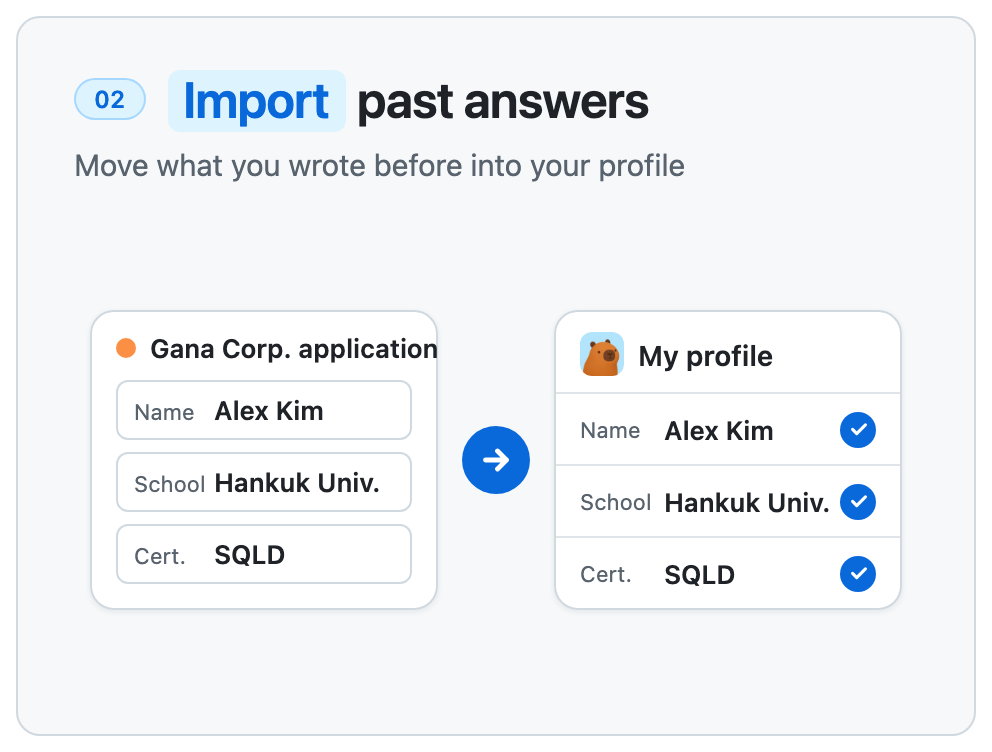 02 Import past answers
Move what you wrote before into your profile
Gana Corp. application
Name Alex Kim
School Hankuk Univ.
Cert. SQLD
My profile
Name Alex Kim
School Hankuk Univ.
Cert. SQLD